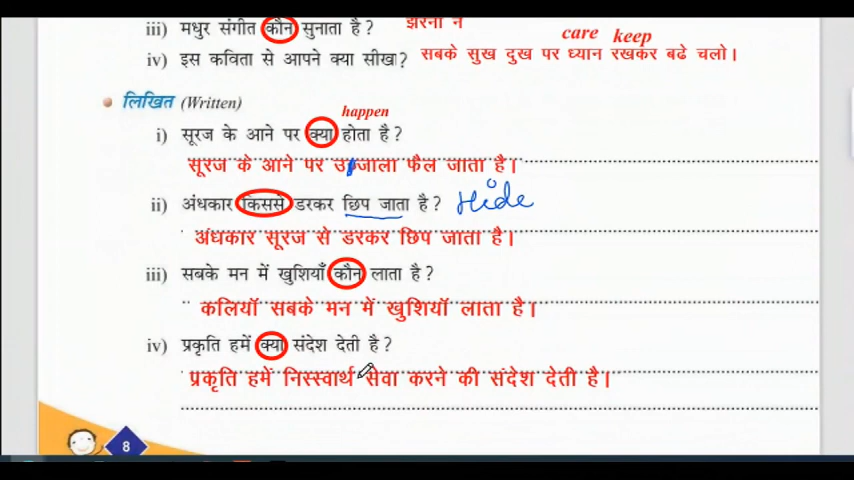 iii) मधुर संगीत कौन सुनाता है? झरना ने
care keep
iv) इस कविता से आपने क्या सीखा? सबके सुख दुख पर ध्यान रखकर बढे चलो।
लिखित (Written)
happen
i) सूरज के आने पर क्या होता है?
सूरज के आने पर उजाला फैल जाता है।
ii) अंधकार किससे डरकर छिप जाता है? Hide
अंधकार सूरज से डरकर छिप जाता है।
iii) सबके मन में खुशियाँ कौन लाता है?
कलियॉ सबके मन में खुशियॉ लाता है।
iv) प्रकृति हमें क्या संदेश देती है?
प्रकृति हमें निस्स्वार्थ सेवा करने की संदेश देती है।
8